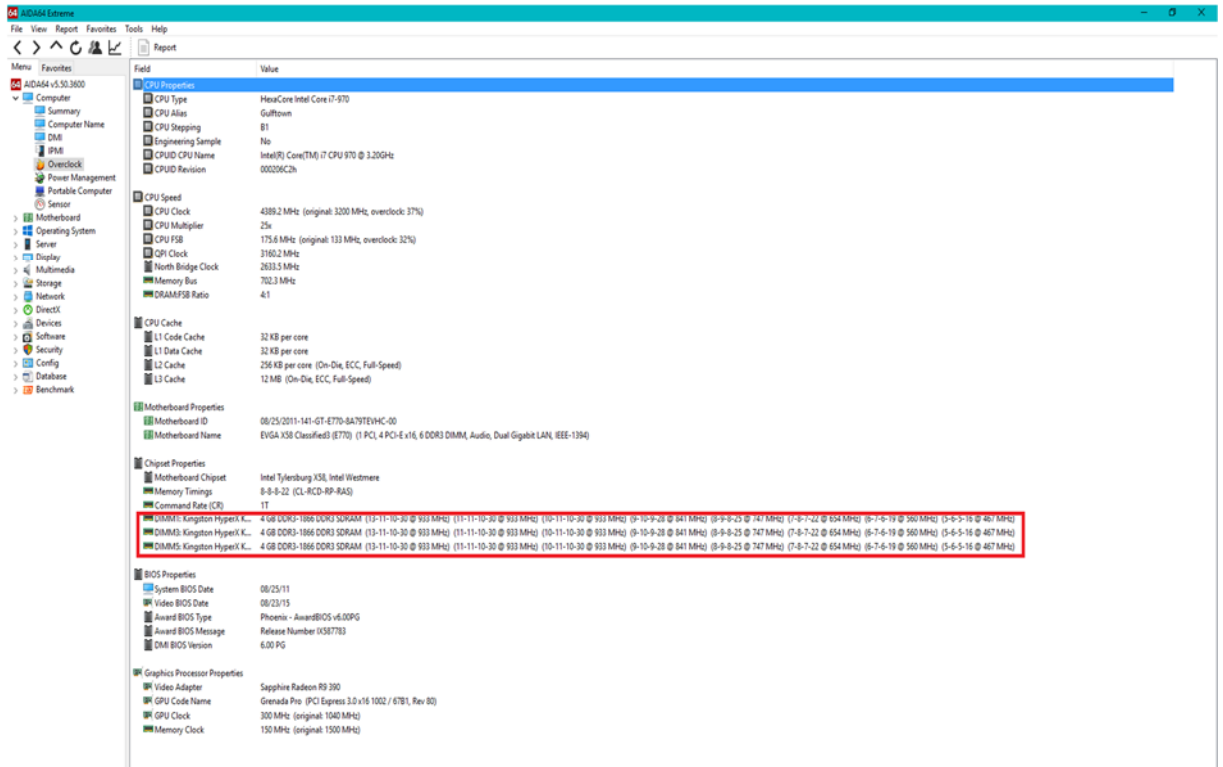 64 AIDA64 Extreme
File View Report Favorites Tools Help
Report
Menu Favorites
64 AIDA64 v5.50.3600
Computer
Summary
Computer Name
DMI
IPMI
Overclock
Power Management
Portable Computer
Sensor
Motherboard
Operating System
Server
Display
Multimedia
Storage
Network
DirectX
Devices
Software
Security
Config
Database
Benchmark
Field Value
CPU Properties
CPU Type HexaCore Intel Core i7-970
CPU Alias Gulftown
CPU Stepping B1
Engineering Sample No
CPUID CPU Name Intel(R) Core(TM) i7 CPU 970 @ 3.20GHz
CPUID Revision 000206C2h
CPU Speed
CPU Clock 4389.2 MHz (original: 3200 MHz, overclock: 37%)
CPU Multiplier 25x
CPU FSB 175.6 MHz (original: 133 MHz, overclock: 32%)
QPI Clock 3160.2 MHz
North Bridge Clock 2633.5 MHz
Memory Bus 702.3 MHz
DRAM:FSB Ratio 4:1
CPU Cache
L1 Code Cache 32 KB per core
L1 Data Cache 32 KB per core
L2 Cache 256 KB per core (On-Die, ECC, Full-Speed)
L3 Cache 12 MB (On-Die, ECC, Full-Speed)
Motherboard Properties
Motherboard ID 08/25/2011-141-GT-E770-8A79TEVHC-00
Motherboard Name EVGA X58 Classified3 (E770) (1 PCI, 4 PCI-E x16, 6 DDR3 DIMM, Audio, Dual Gigabit LAN, IEEE-1394)
Chipset Properties
Motherboard Chipset Intel Tylersburg X58, Intel Westmere
Memory Timings 8-8-8-22 (CL-RCD-RP-RAS)
Command Rate (CR) 1T
DIMM1: Kingston HyperX K... 4 GB DDR3-1866 DDR3 SDRAM (13-11-10-30 @ 933 MHz) (11-11-10-30 @ 933 MHz) (10-11-10-30 @ 933 MHz) (9-10-9-28 @ 841 MHz) (8-9-8-25 @ 747 MHz) (7-8-7-22 @ 654 MHz) (6-7-6-19 @ 560 MHz) (5-6-5-16 @ 467 MHz)
DIMM3: Kingston HyperX K... 4 GB DDR3-1866 DDR3 SDRAM (13-11-10-30 @ 933 MHz) (11-11-10-30 @ 933 MHz) (10-11-10-30 @ 933 MHz) (9-10-9-28 @ 841 MHz) (8-9-8-25 @ 747 MHz) (7-8-7-22 @ 654 MHz) (6-7-6-19 @ 560 MHz) (5-6-5-16 @ 467 MHz)
DIMM5: Kingston HyperX K... 4 GB DDR3-1866 DDR3 SDRAM (13-11-10-30 @ 933 MHz) (11-11-10-30 @ 933 MHz) (10-11-10-30 @ 933 MHz) (9-10-9-28 @ 841 MHz) (8-9-8-25 @ 747 MHz) (7-8-7-22 @ 654 MHz) (6-7-6-19 @ 560 MHz) (5-6-5-16 @ 467 MHz)
BIOS Properties
System BIOS Date 08/25/11
Video BIOS Date 08/23/15
Award BIOS Type Phoenix - AwardBIOS v6.00PG
Award BIOS Message Release Number IX587783
DMI BIOS Version 6.00 PG
Graphics Processor Properties
Video Adapter Sapphire Radeon R9 390
GPU Code Name Grenada Pro (PCI Express 3.0 x16 1002 / 67B1, Rev 80)
GPU Clock 300 MHz (original: 1040 MHz)
Memory Clock 150 MHz (original: 1500 MHz)